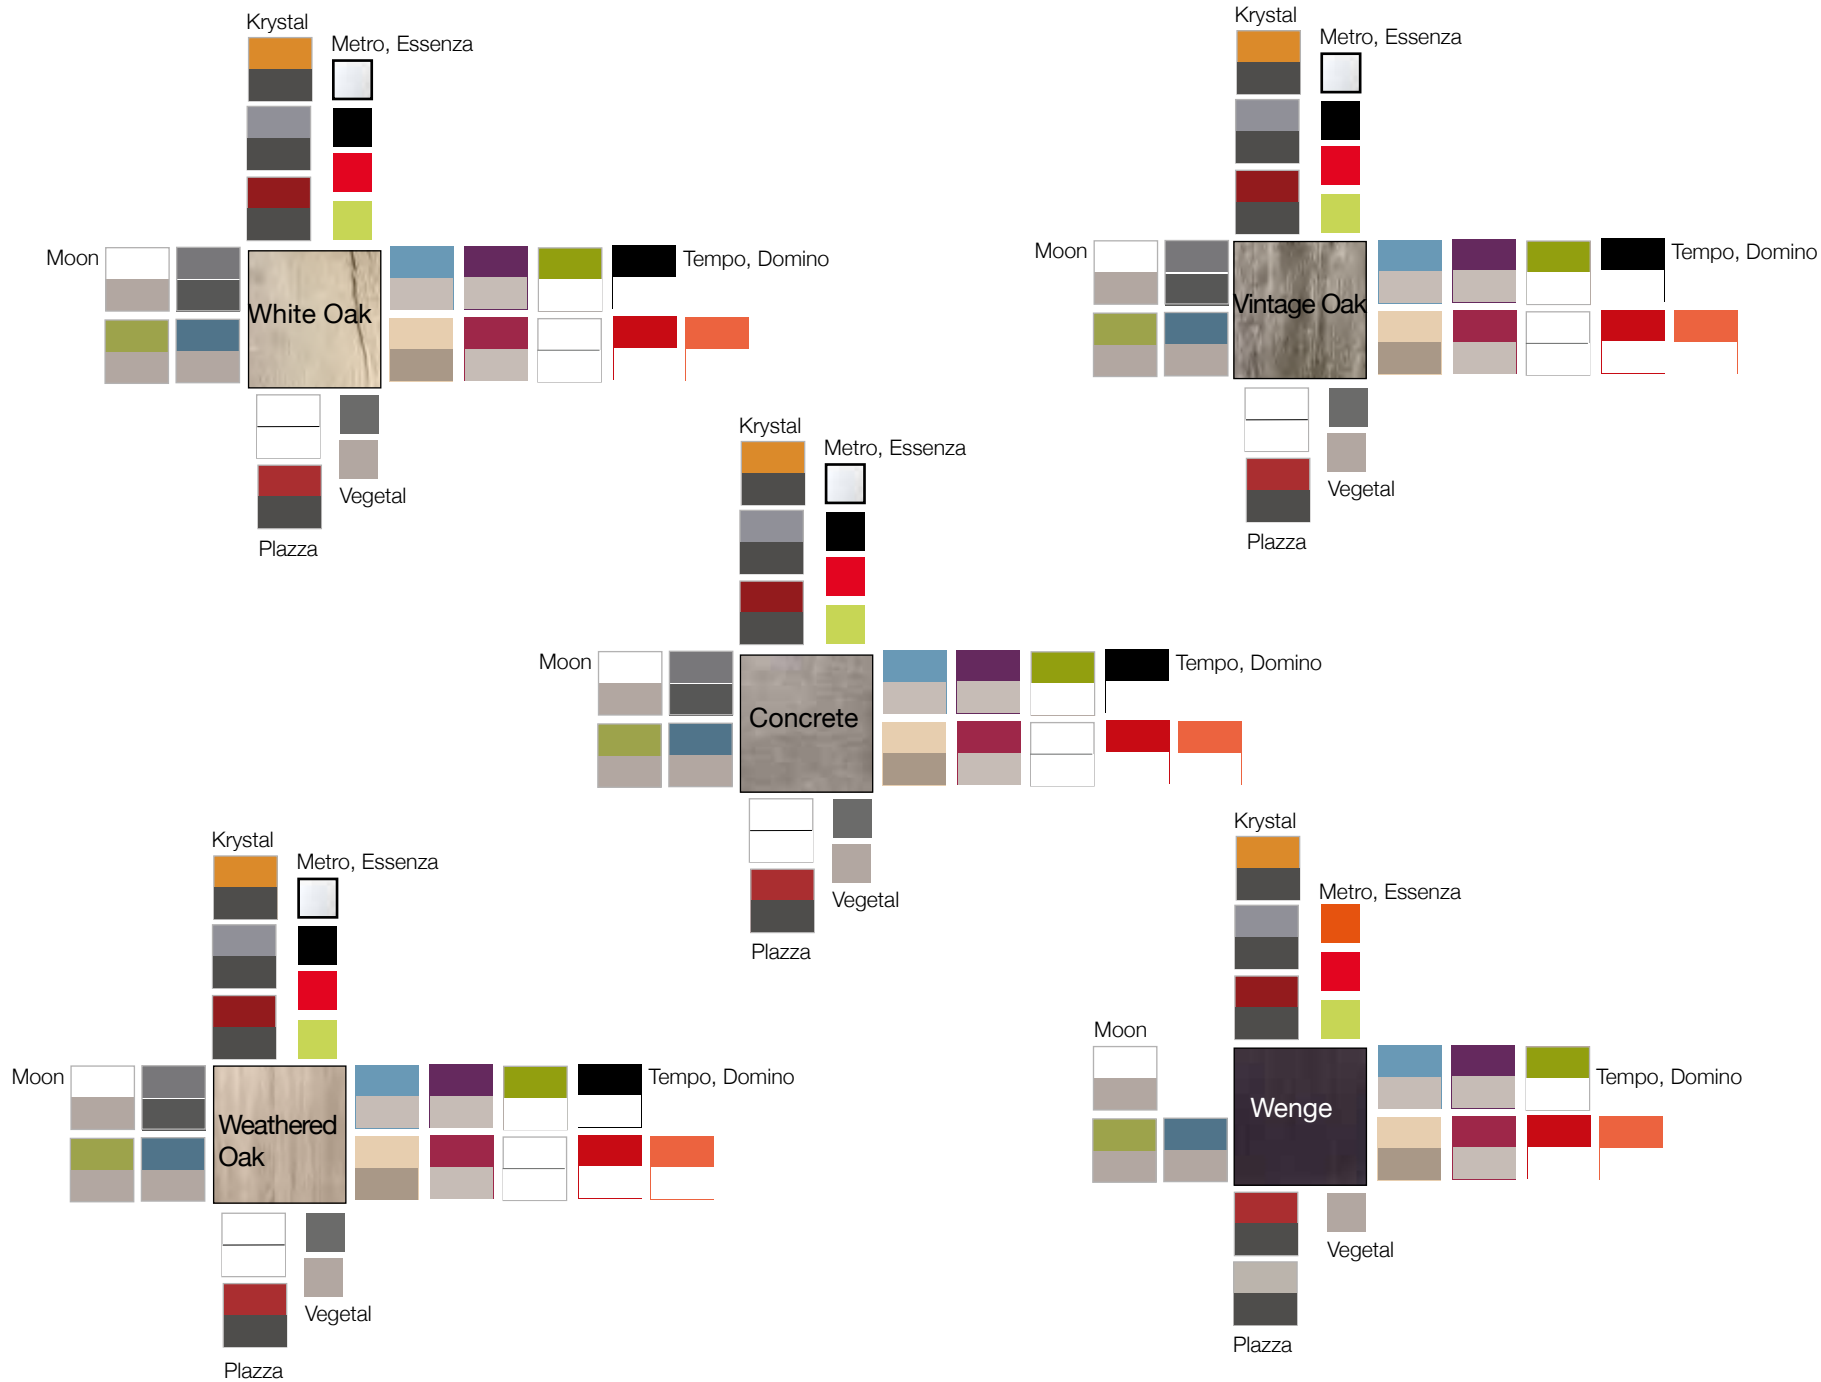 Krystal
Metro, Essenza
Moon
White Oak
Tempo, Domino
Vegetal
Plazza
Krystal
Metro, Essenza
Moon
Vintage Oak
Tempo, Domino
Vegetal
Plazza
Krystal
Metro, Essenza
Moon
Concrete
Tempo, Domino
Vegetal
Plazza
Krystal
Metro, Essenza
Moon
Weathered
Oak
Tempo, Domino
Vegetal
Plazza
Krystal
Metro, Essenza
Moon
Wenge
Tempo, Domino
Vegetal
Plazza